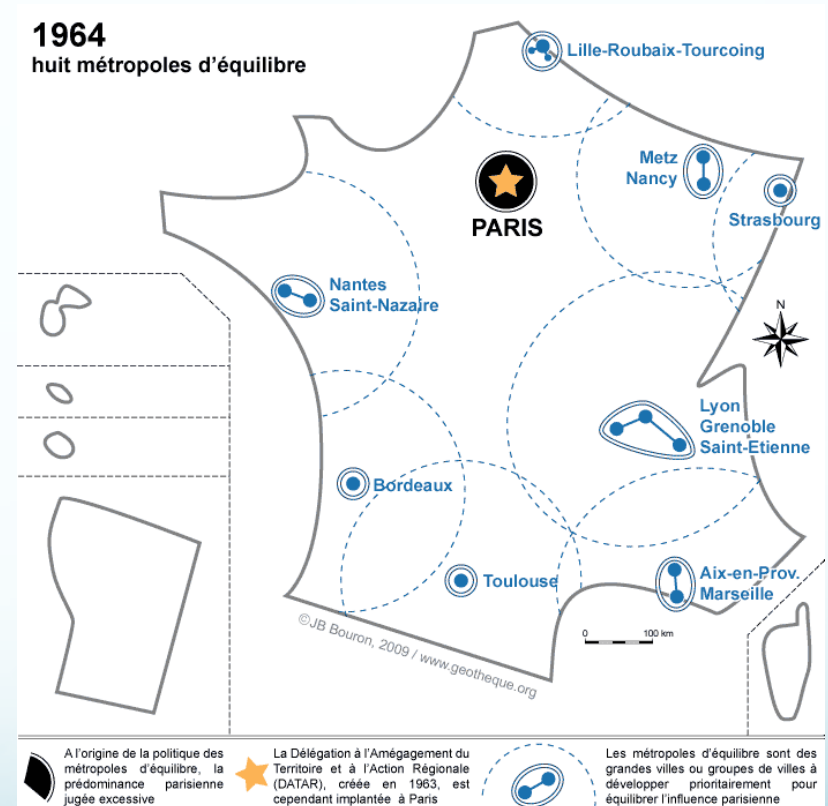 1964
huit métropoles d'équilibre
Lille-Roubaix-Tourcoing
Metz
Nancy
Strasbourg
PARIS
Nantes
Saint-Nazaire
N
Lyon
Grenoble
Saint-Etienne
Bordeaux
Toulouse
Aix-en-Prov.
Marseille
0 100 km
©JB Bouron, 2009 / www.geotheque.org
A l'origine de la politique des
métropoles d'équilibre, la
prédominance parisienne
jugée excessive
La Délégation à l'Amégagement du
Territoire et à l'Action Régionale
(DATAR), créée en 1963, est
cependant implantée à Paris
Les métropoles d'équilibre sont des
grandes villes ou groupes de villes à
développer prioritairement pour
équilibrer l'influence parisienne